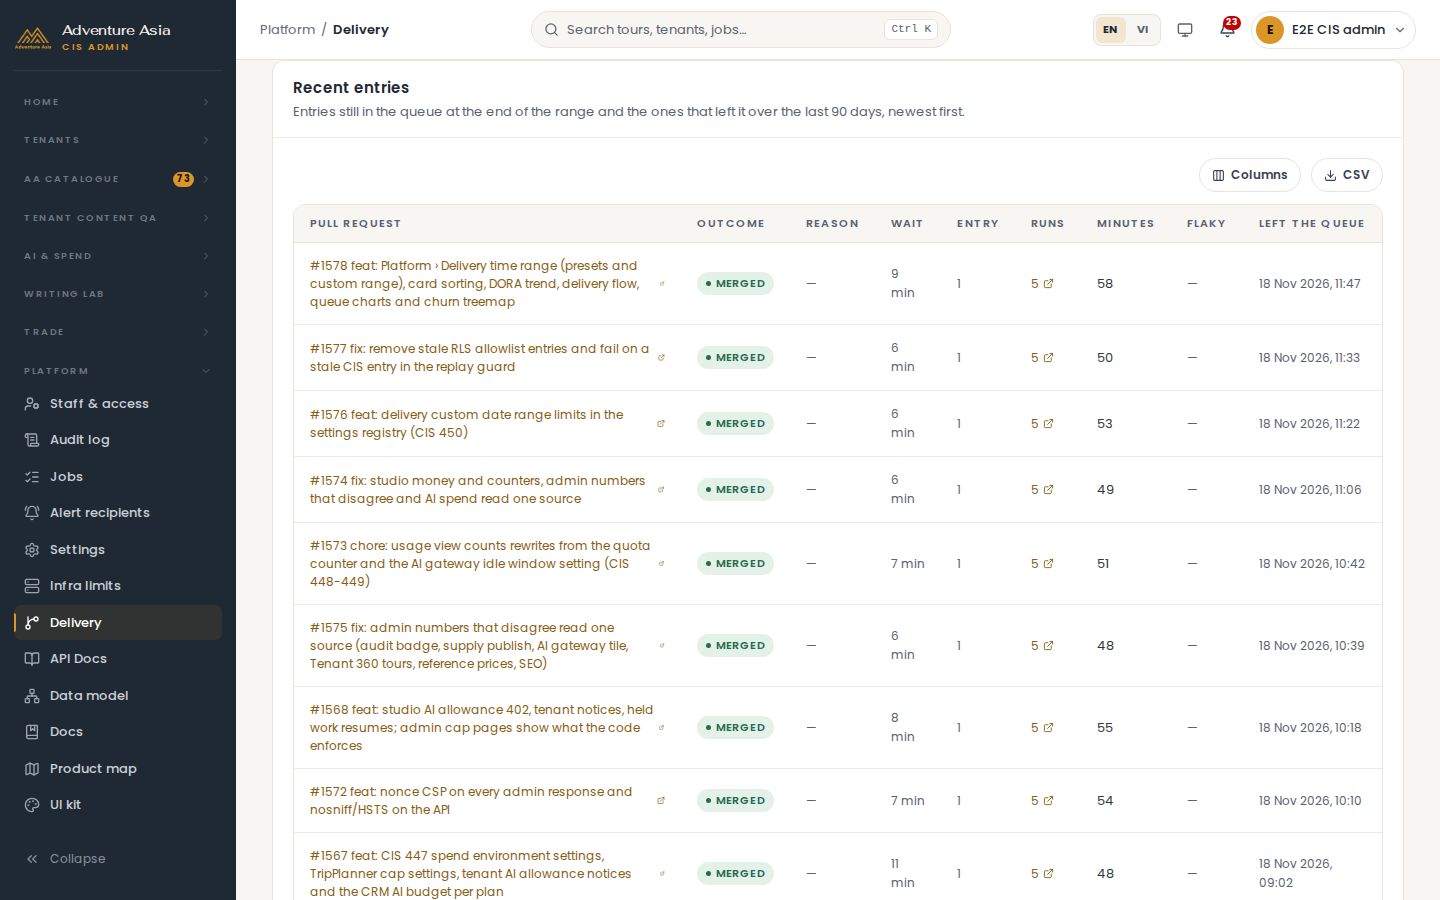 Adventure Asia
CIS ADMIN
Adventure Asia
Platform / Delivery
Search tours, tenants, jobs...
Ctrl K
EN
VI
23
E
E2E CIS admin
HOME
TENANTS
AA CATALOGUE
73
TENANT CONTENT QA
AI & SPEND
WRITING LAB
TRADE
PLATFORM
Staff & access
Audit log
Jobs
Alert recipients
Settings
Infra limits
Delivery
API Docs
Data model
Docs
Product map
UI kit
Collapse
Recent entries
Entries still in the queue at the end of the range and the ones that left it over the last 90 days, newest first.
Columns
CSV
PULL REQUEST OUTCOME REASON WAIT ENTRY RUNS MINUTES FLAKY LEFT THE QUEUE
#1578 feat: Platform › Delivery time range (presets and
custom range), card sorting, DORA trend, delivery flow,
queue charts and churn treemap
MERGED — 9
min
1 5 58 — 18 Nov 2026, 11:47
#1577 fix: remove stale RLS allowlist entries and fail on a
stale CIS entry in the replay guard
MERGED — 6
min
1 5 50 — 18 Nov 2026, 11:33
#1576 feat: delivery custom date range limits in the
settings registry (CIS 450)
MERGED — 6
min
1 5 53 — 18 Nov 2026, 11:22
#1574 fix: studio money and counters, admin numbers
that disagree and AI spend read one source
MERGED — 6
min
1 5 49 — 18 Nov 2026, 11:06
#1573 chore: usage view counts rewrites from the quota
counter and the AI gateway idle window setting (CIS
448-449)
MERGED — 7 min 1 5 51 — 18 Nov 2026, 10:42
#1575 fix: admin numbers that disagree read one
source (audit badge, supply publish, AI gateway tile,
Tenant 360 tours, reference prices, SEO)
MERGED — 6
min
1 5 48 — 18 Nov 2026, 10:39
#1568 feat: studio AI allowance 402, tenant notices, held
work resumes; admin cap pages show what the code
enforces
MERGED — 8
min
1 5 55 — 18 Nov 2026, 10:18
#1572 feat: nonce CSP on every admin response and
nosniff/HSTS on the API
MERGED — 7 min 1 5 54 — 18 Nov 2026, 10:10
#1567 feat: CIS 447 spend environment settings,
TripPlanner cap settings, tenant AI allowance notices
and the CRM AI budget per plan
MERGED — 11
min
1 5 48 — 18 Nov 2026,
09:02